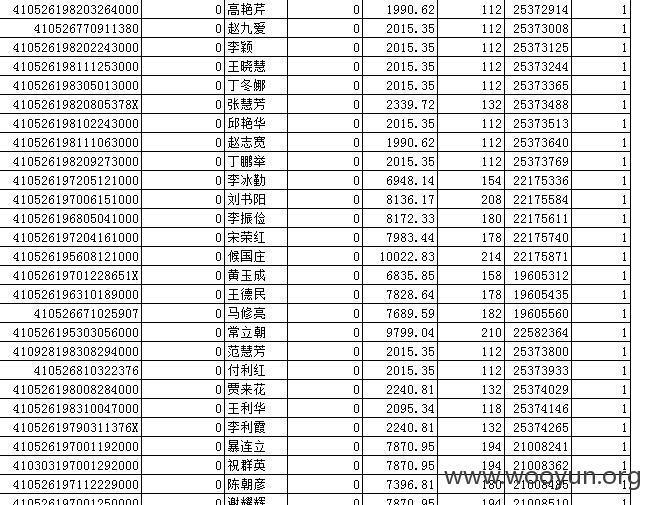 410526198203264000 0 高艳芹 0 1990.62 112 25372914 1
410526770911380 0 赵九爱 0 2015.35 112 25373008 1
410526198202243000 0 李颖 0 2015.35 112 25373125 1
410526198111253000 0 王晓慧 0 2015.35 112 25373244 1
410526198305013000 0 丁冬娜 0 2015.35 112 25373365 1
41052619820805378X 0 张慧芳 0 2339.72 132 25373488 1
410526198102243000 0 邱艳华 0 2015.35 112 25373513 1
410526198111063000 0 赵志宽 0 1990.62 112 25373640 1
410526198209273000 0 丁鹏举 0 2015.35 112 25373769 1
410526197205121000 0 李冰勤 0 6948.14 154 22175336 1
410526197006151000 0 刘书阳 0 8136.17 208 22175584 1
410526196805041000 0 李振俭 0 8172.33 180 22175611 1
410526197204161000 0 宋荣红 0 7983.44 178 22175740 1
410526195608121000 0 候国庄 0 10022.83 214 22175871 1
41052619701228651X 0 黄玉成 0 6835.85 158 19605312 1
410526196310189000 0 王德民 0 7828.64 178 19605435 1
410526671025907 0 马修亮 0 7689.59 182 19605560 1
410526195303056000 0 常立朝 0 9799.04 210 22582364 1
410928198308294000 0 范慧芳 0 2015.35 112 25373800 1
410526810322376 0 付利红 0 2015.35 112 25373933 1
410526198008284000 0 贾来花 0 2240.81 132 25374029 1
410526198310047000 0 王利华 0 2095.34 118 25374146 1
41052619790311376X 0 李利霞 0 2240.81 132 25374265 1
410526197001192000 0 暴连立 0 7870.95 194 21008241 1
410303197001292000 0 祝群英 0 7870.95 194 21008362 1
410526197112229000 0 陈朝彦 0 7396.81 180 21008485 1
410526197001250000 0 谢耀辉 0 7870.95 194 21008510 1
www.wooyun.org